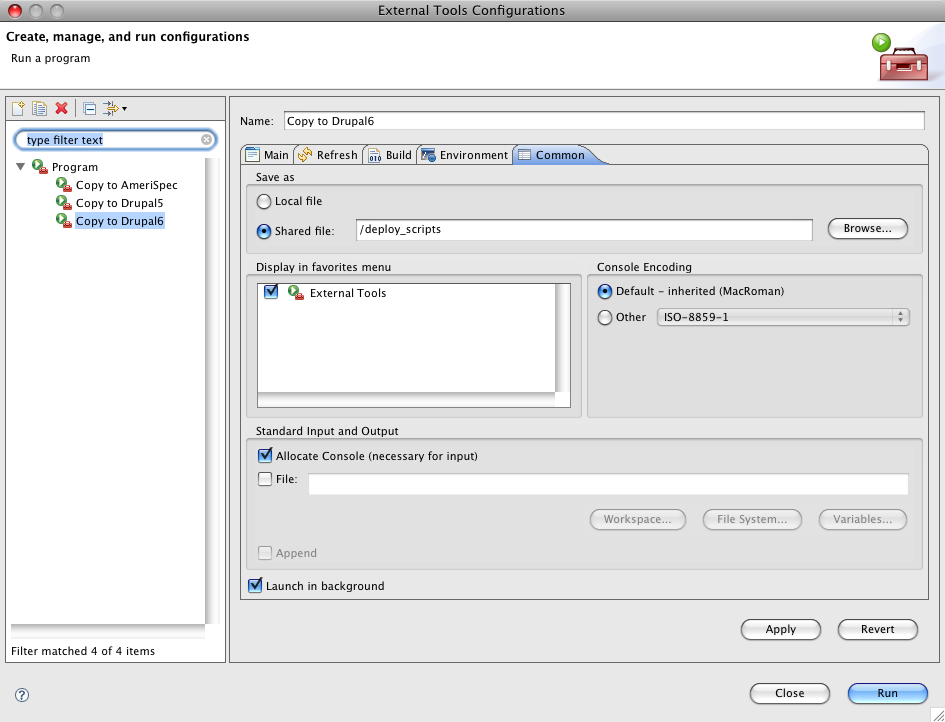 External Tools Configurations
Create, manage, and run configurations
Run a program
type filter text
Program
Copy to AmeriSpec
Copy to Drupal5
Copy to Drupal6
Filter matched 4 of 4 items
Name: Copy to Drupal6
Main Refresh Build Environment Common
Save as
Local file
Shared file: /deploy_scripts Browse...
Display in favorites menu
External Tools
Console Encoding
Default - inherited (MacRoman)
Other ISO-8859-1
Standard Input and Output
Allocate Console (necessary for input)
File:
Workspace... File System... Variables...
Append
Launch in background
Apply Revert
? Close Run